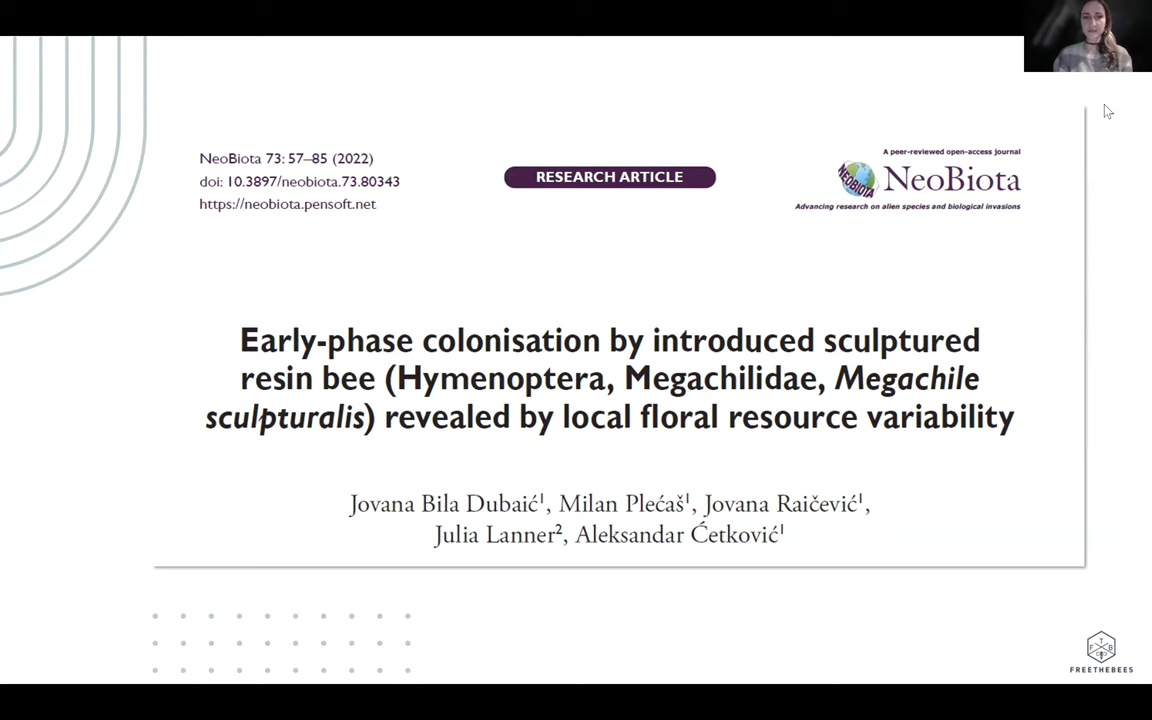 NeoBiota 73: 57–85 (2022)
doi: 10.3897/neobiota.73.80343
https://neobiota.pensoft.net
RESEARCH ARTICLE
A peer-reviewed open-access journal
NEOBIOTA
NeoBiota
Advancing research on alien species and biological invasions
Early-phase colonisation by introduced sculptured
resin bee (Hymenoptera, Megachilidae, Megachile
sculpturalis) revealed by local floral resource variability
Jovana Bila Dubaić¹, Milan Plećaš¹, Jovana Raičević¹,
Julia Lanner², Aleksandar Ćetković¹
F T B
FREETHEBEES